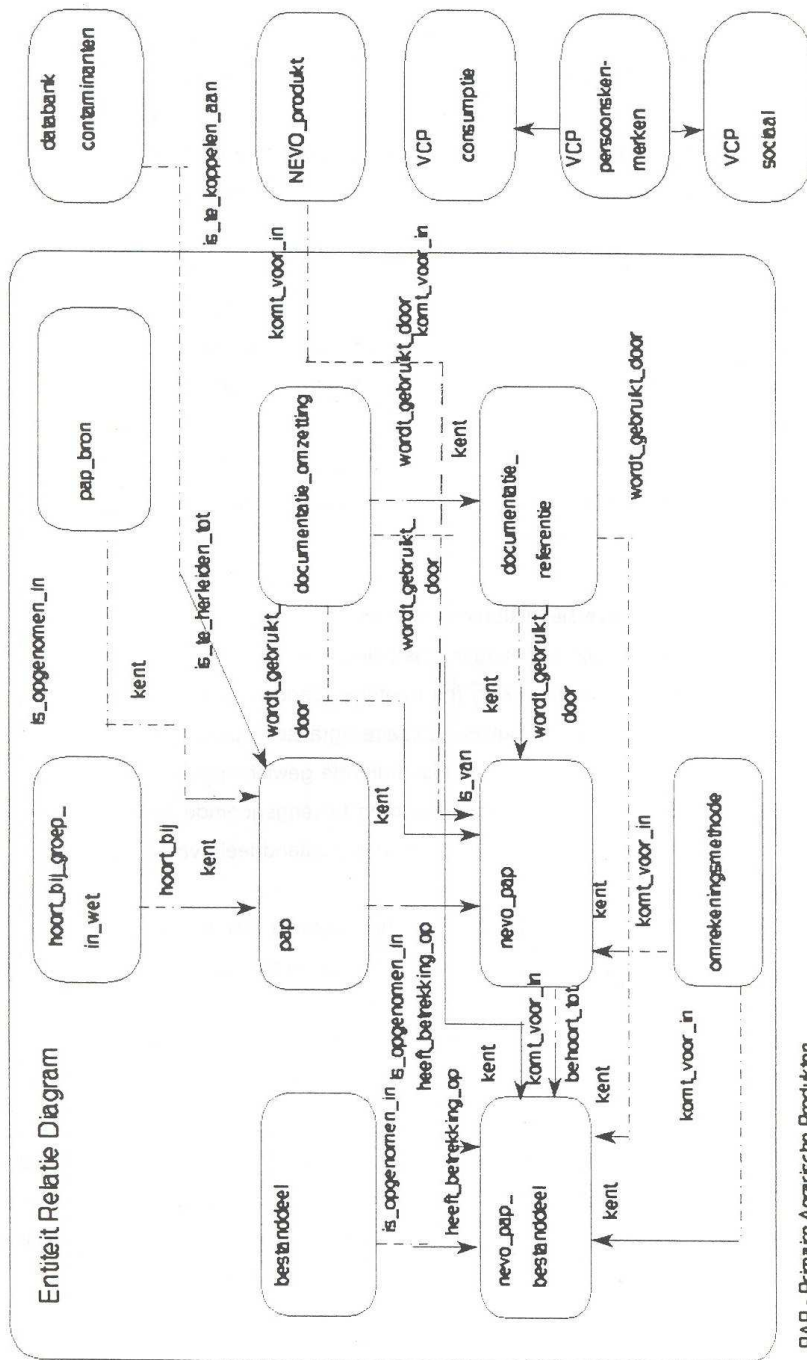 Entiteit Relatie Diagram
hoort_bij_groep_
in_wet
pap_bron
databank
contaminanten
is_opgenomen_in
is_te_koppelen_aan
hoort_bij
kent
kent
is_te_herleiden_tot
bestanddeel
pap
documentatie_omzetting
NEVO_produkt
wordt_gebruikt_
door
komt_voor_in
is_opgenomen_in
heeft_betrekking_op
is_opgenomen_in
heeft_betrekking_op
kent
wordt_gebruikt_
door
wordt_gebruikt_door
komt_voor_in
kent
kent
komt_voor_in
behoort_tot
is_van
nevo_pap_
bestanddeel
nevo_pap
kent
wordt_gebruikt_
door
documentatie_
referentie
VCP
consumptie
kent
kent
kent
komt_voor_in
wordt_gebruikt_door
komt_voor_in
omrekeningsmethode
VCP
persoonsken-
merken
VCP
sociaal
PAP - Primaire Agrarische Produkten